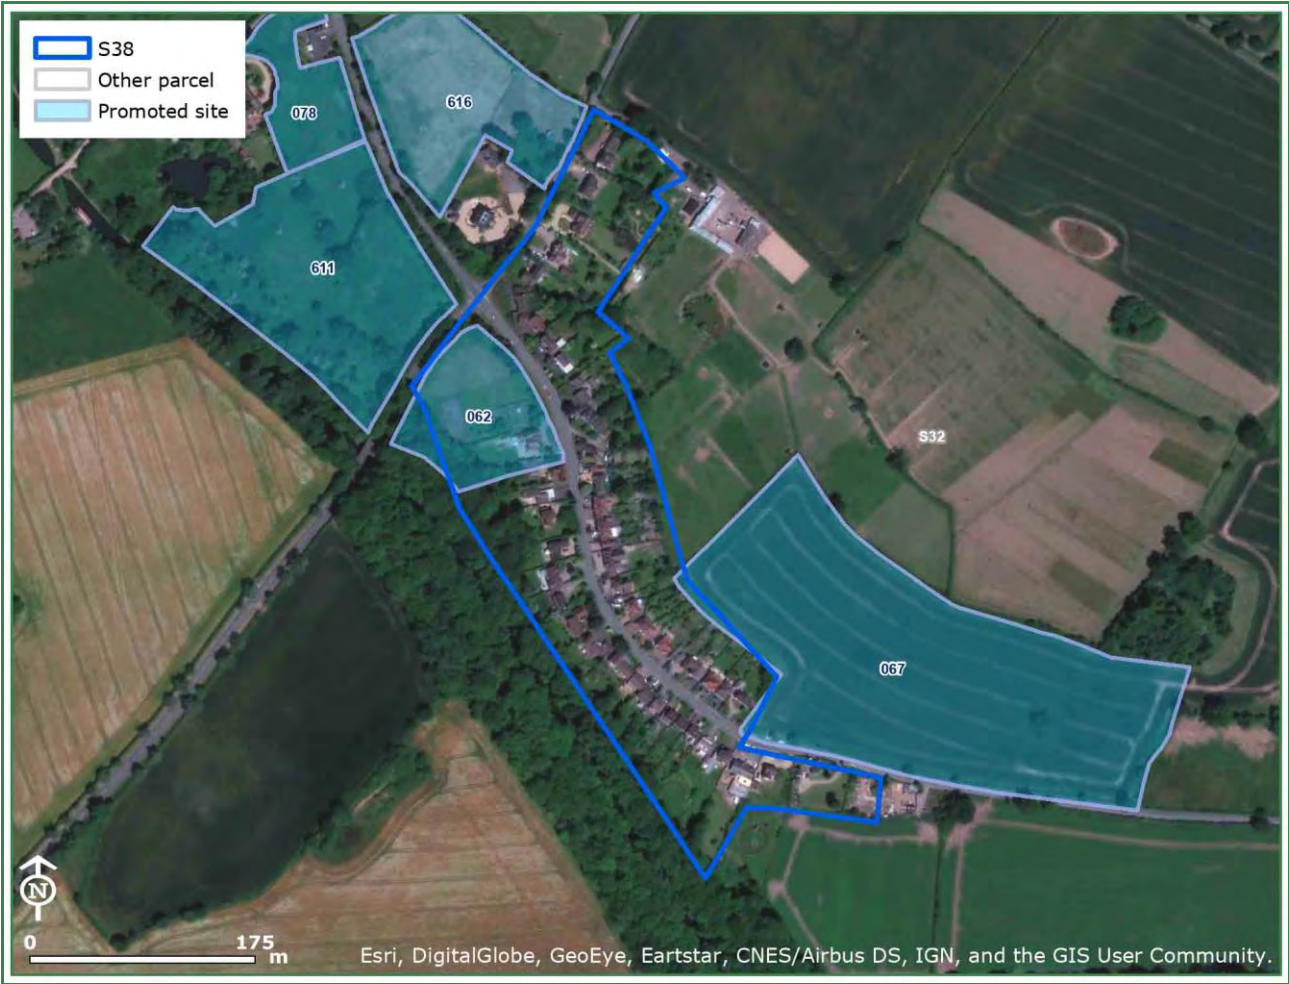 S38
Other parcel
Promoted site
616
078
611
062
S32
067
N
0 175
m
Esri, DigitalGlobe, GeoEye, Eartstar, CNES/Airbus DS, IGN, and the GIS User Community.